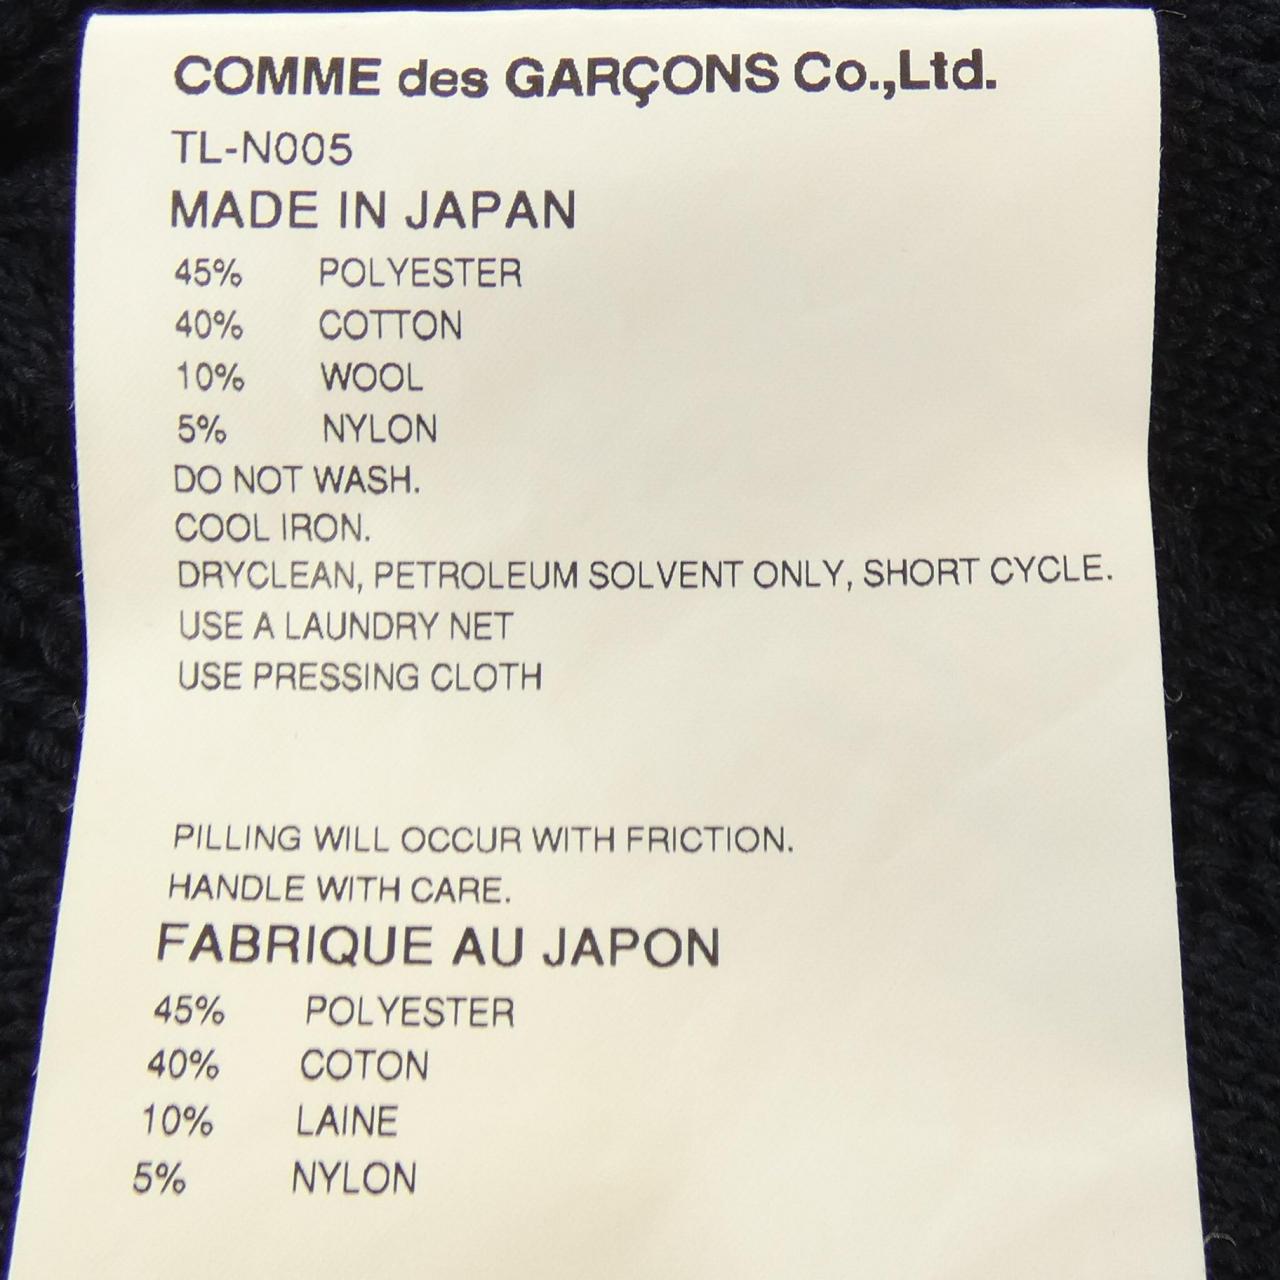 COMME des GARÇONS Co.,Ltd.
TL-N005
MADE IN JAPAN
45% POLYESTER
40% COTTON
10% WOOL
5% NYLON
DO NOT WASH.
COOL IRON.
DRYCLEAN, PETROLEUM SOLVENT ONLY, SHORT CYCLE.
USE A LAUNDRY NET
USE PRESSING CLOTH
PILLING WILL OCCUR WITH FRICTION.
HANDLE WITH CARE.
FABRIQUE AU JAPON
45% POLYESTER
40% COTON
10% LAINE
5% NYLON